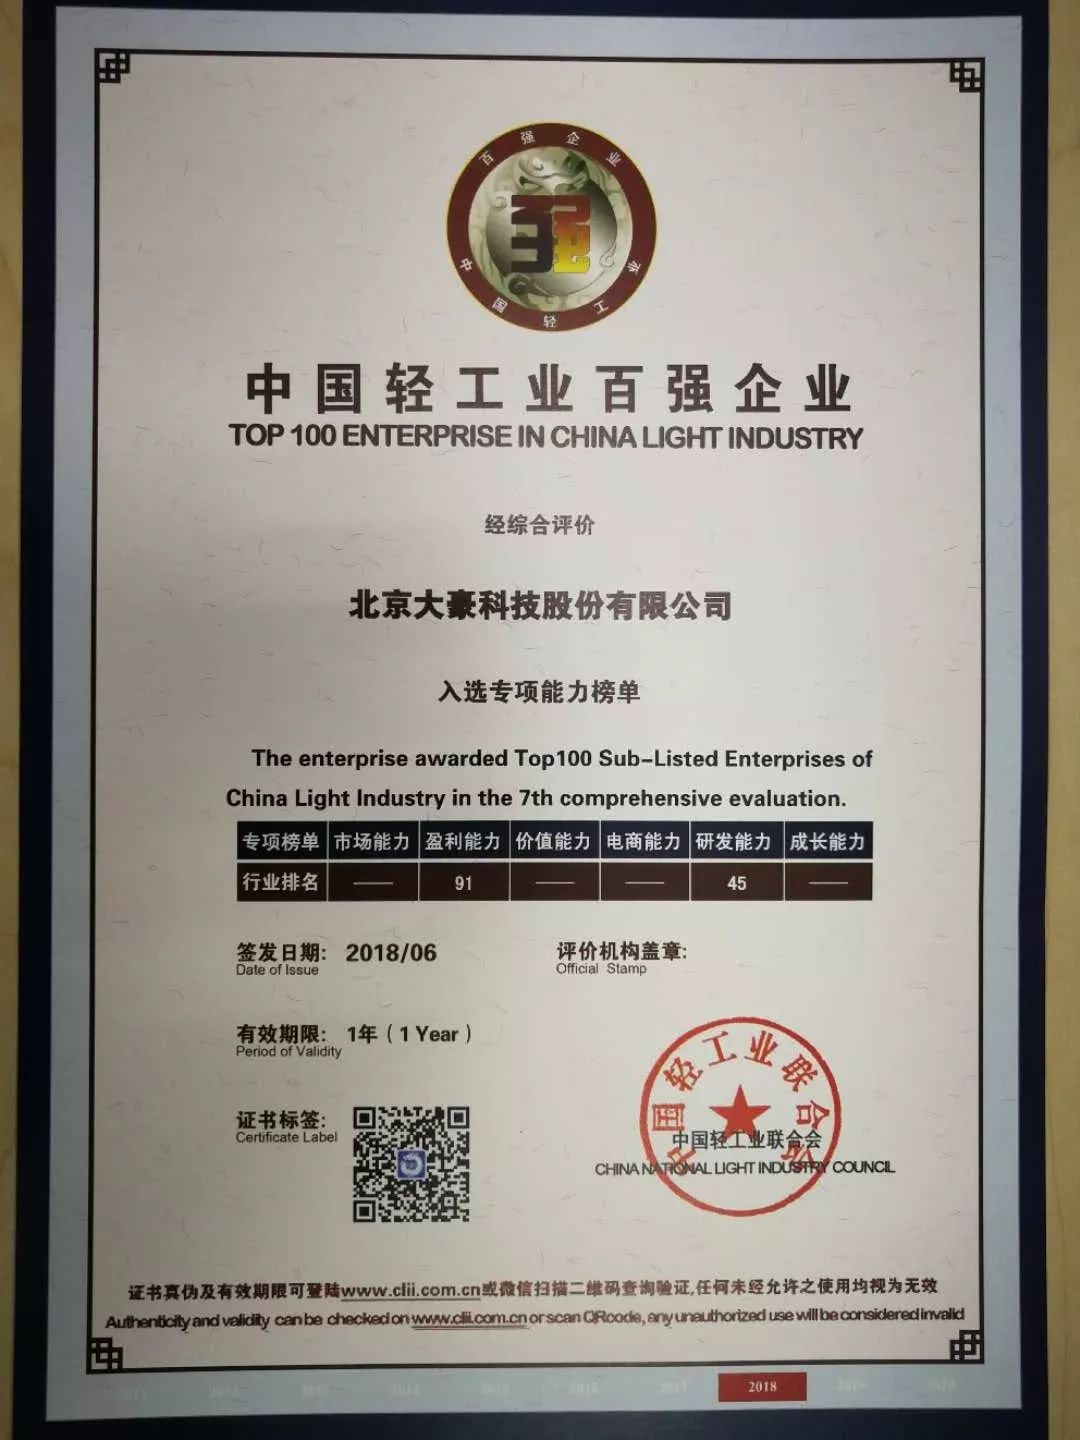 百强企业
中国轻工业
强
中国轻工业百强企业
TOP 100 ENTERPRISE IN CHINA LIGHT INDUSTRY
经综合评价
北京大豪科技股份有限公司
入选专项能力榜单
The enterprise awarded Top100 Sub-Listed Enterprises of
China Light Industry in the 7th comprehensive evaluation.
专项榜单 市场能力 盈利能力 价值能力 电商能力 研发能力 成长能力
行业排名 —— 91 —— —— 45 ——
签发日期: 2018/06 评价机构盖章:
Date of Issue Official Stamp
有效期限: 1年（1 Year）
Period of Validity
证书标签:
Certificate Label
中国轻工业联合会
中国轻工业联合会
CHINA NATIONAL LIGHT INDUSTRY COUNCIL
证书真伪及有效期限可登陆www.clii.com.cn或微信扫描二维码查询验证,任何未经允许之使用均视为无效
Authenticity and validity can be checked on www.clii.com.cn or scan QRcode, any unauthorized use will be considered invalid
2018